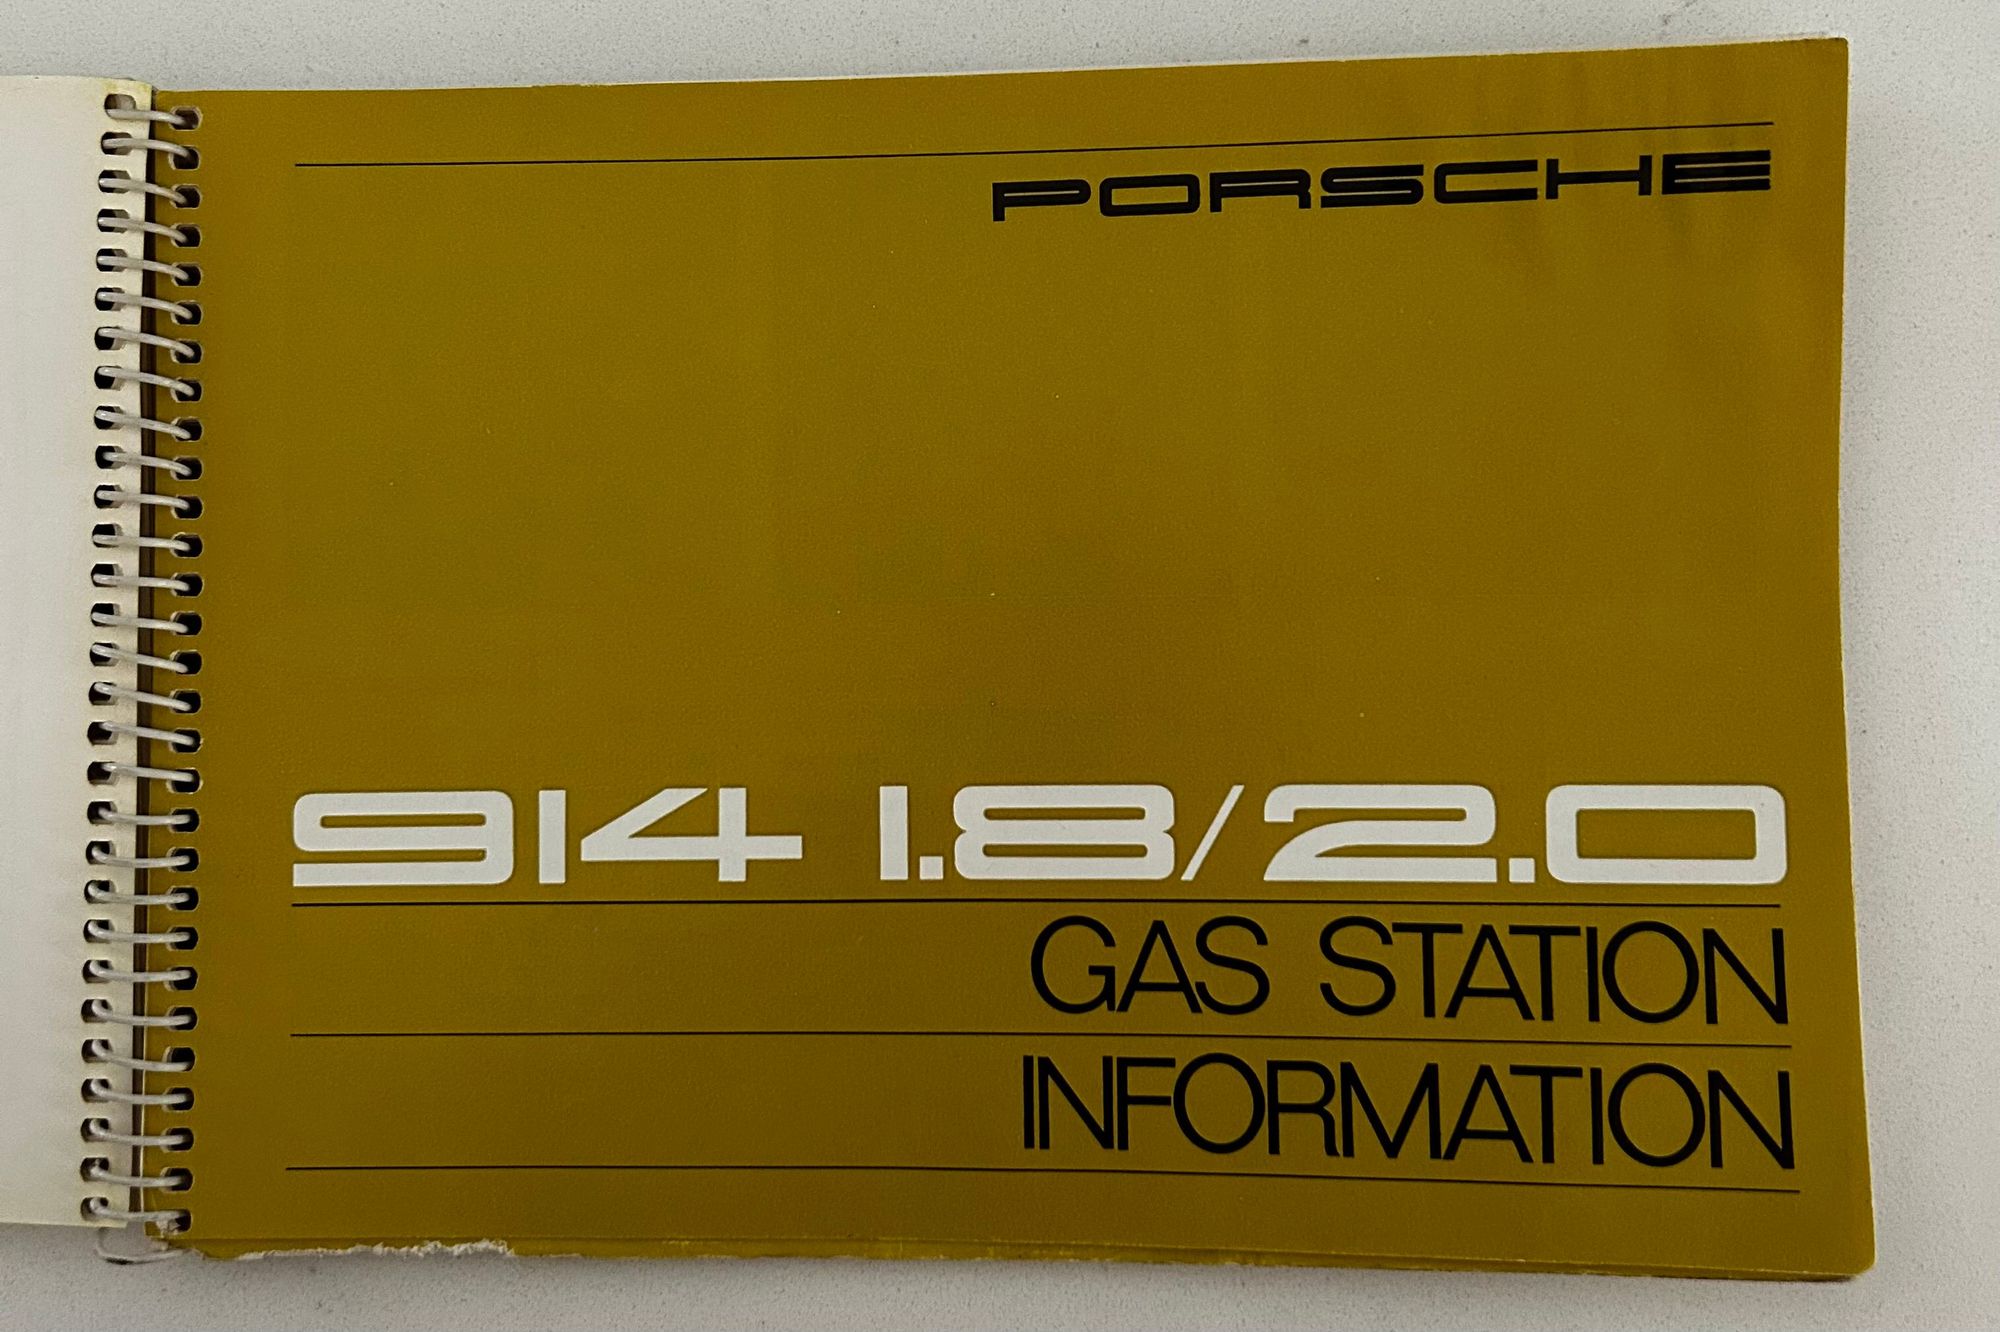 PORSCHE
914 1.8/2.0
GAS STATION
INFORMATION